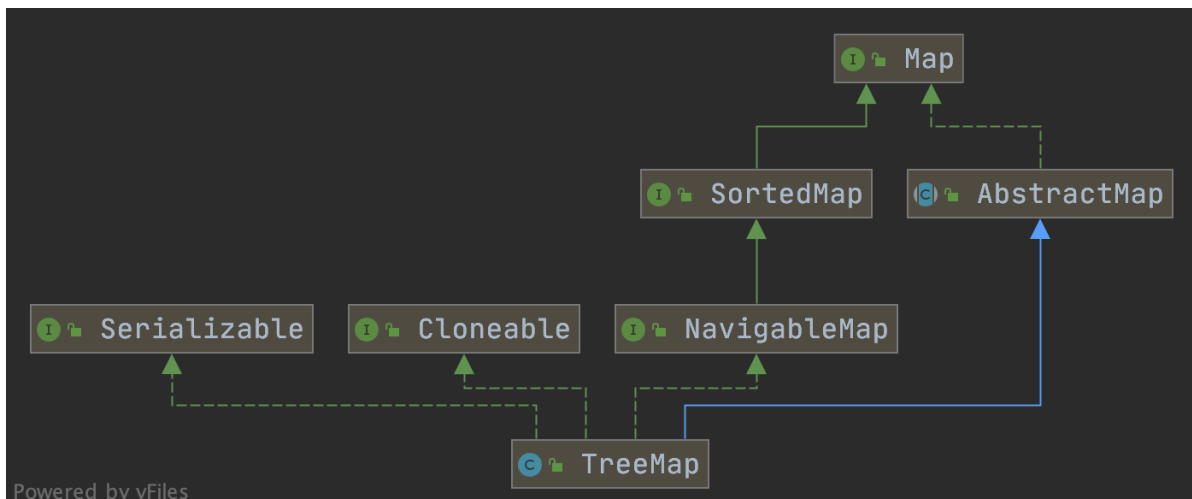 I Map
I SortedMap
C AbstractMap
I Serializable
I Cloneable
I NavigableMap
C TreeMap
Powered by yFiles